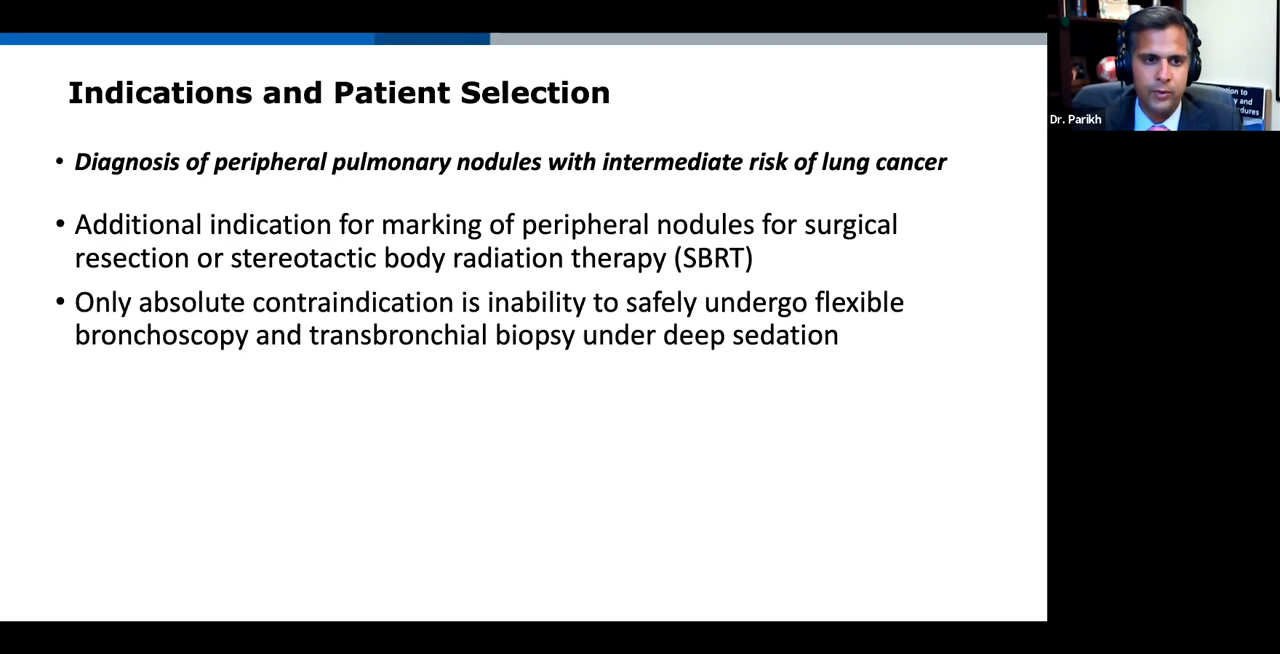 Indications and Patient Selection
• Diagnosis of peripheral pulmonary nodules with intermediate risk of lung cancer
• Additional indication for marking of peripheral nodules for surgical
resection or stereotactic body radiation therapy (SBRT)
• Only absolute contraindication is inability to safely undergo flexible
bronchoscopy and transbronchial biopsy under deep sedation
Dr. Parikh
to
and